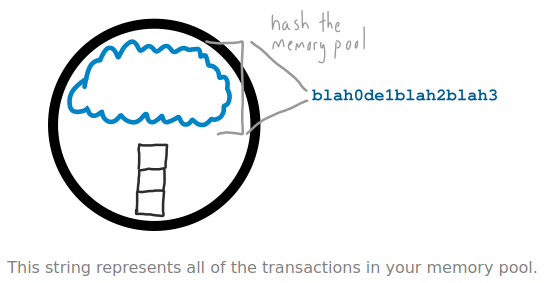 hash the
memory pool
blah0de1blah2blah3
This string represents all of the transactions in your memory pool.